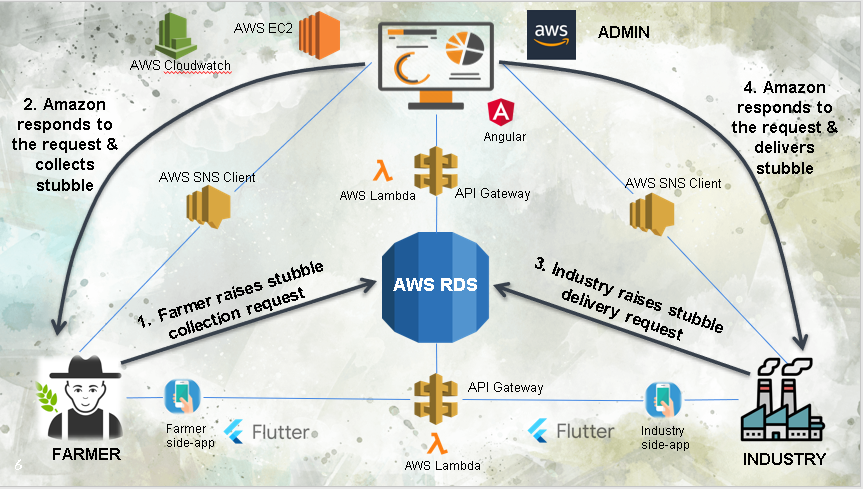 AWS EC2
aws
ADMIN
AWS Cloudwatch
2. Amazon
responds to
the request &
collects
stubble
4. Amazon
responds to
the request &
delivers
stubble
A
Angular
AWS SNS Client
λ
AWS Lambda
API Gateway
AWS SNS Client
AWS RDS
1. Farmer raises stubble
collection request
3. Industry raises stubble
delivery request
API Gateway
Farmer
side-app
Flutter
Flutter
Industry
side-app
λ
AWS Lambda
FARMER
INDUSTRY
6